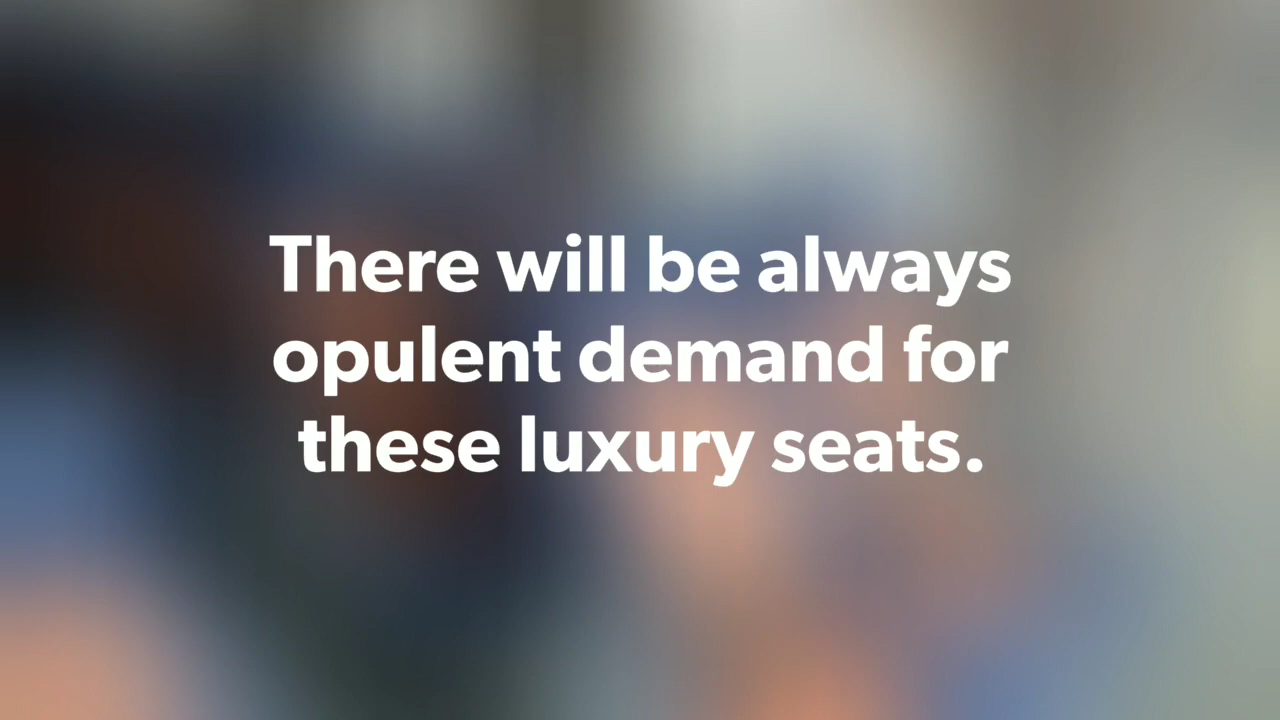 There will be always
opulent demand for
these luxury seats.